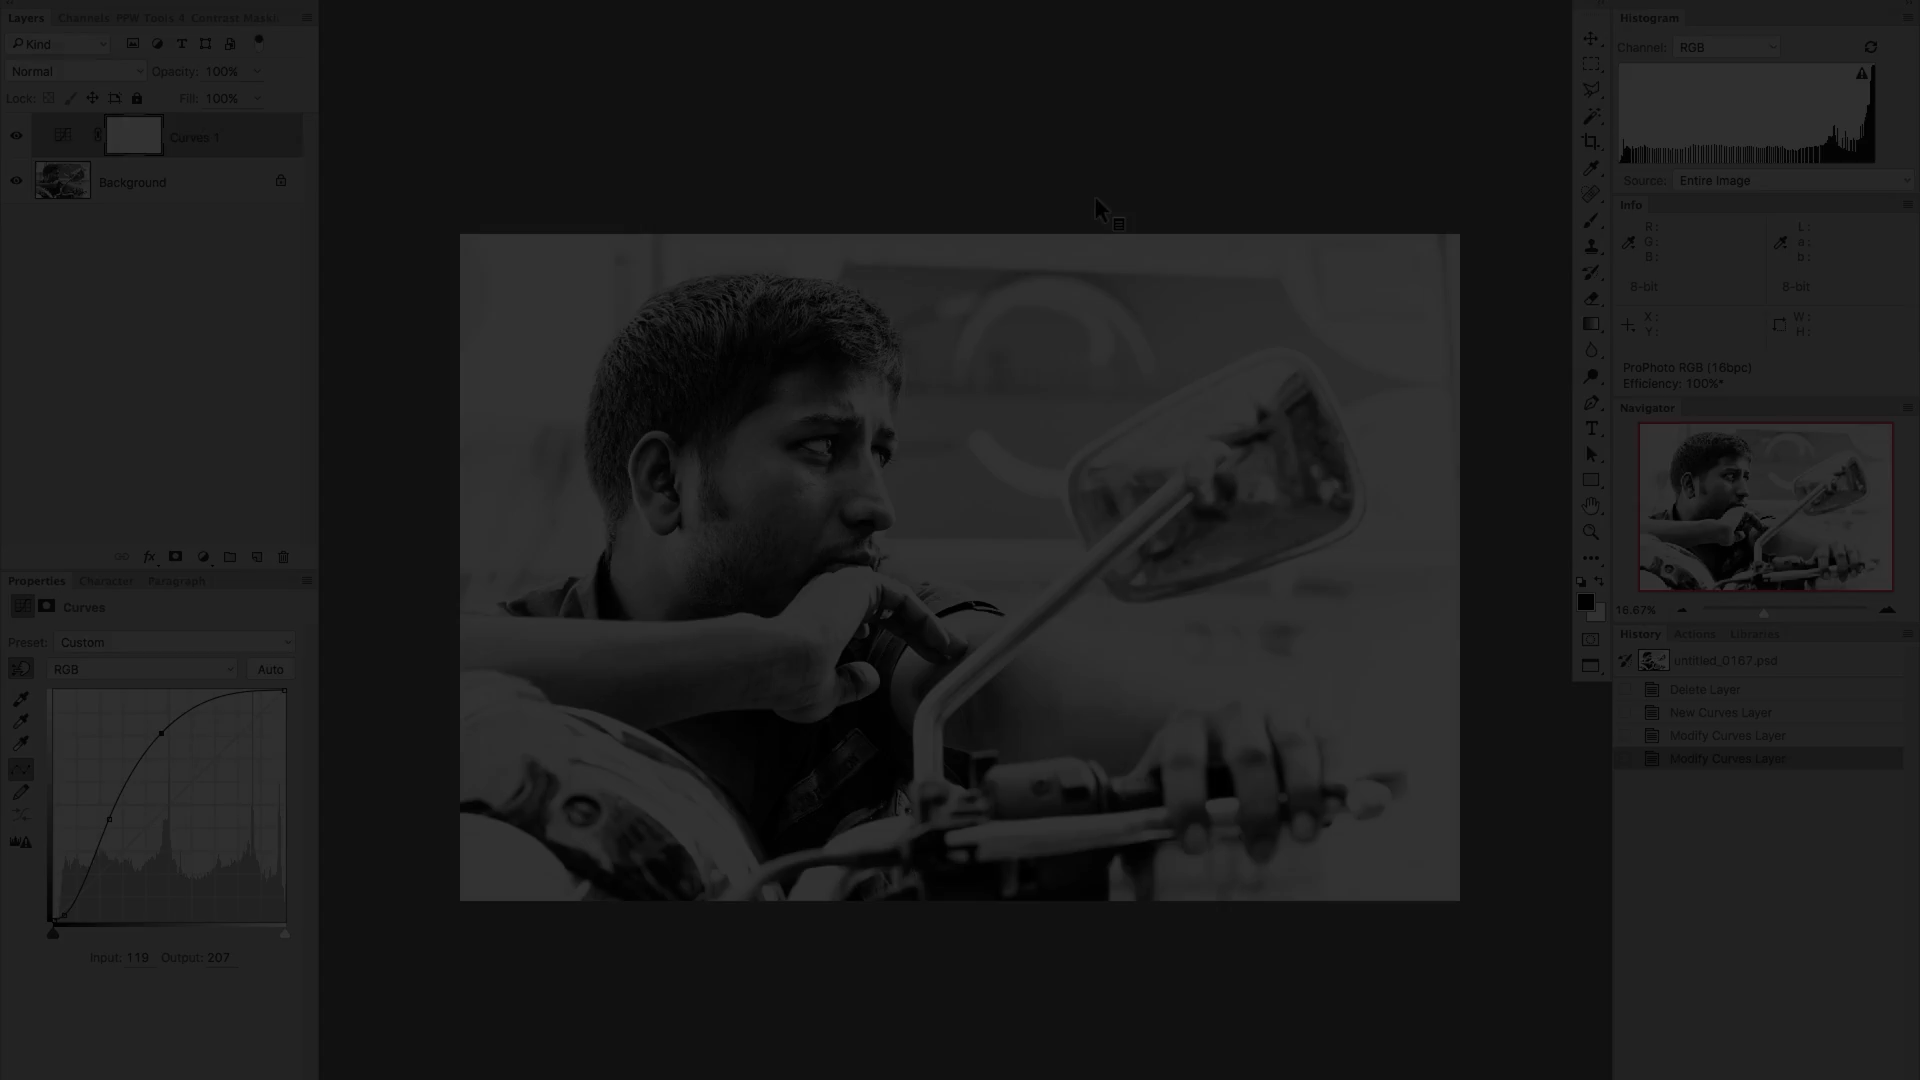 Layers Channels PPW Tools 4 Contrast Maski
Kind
Normal Opacity: 100%
Lock: Fill: 100%
Curves 1
Background
fx
Properties Character Paragraph
Curves
Preset: Custom
RGB Auto
Input: 119 Output: 207
Histogram
Channel: RGB
Source: Entire Image
Info
R: L:
G: a:
B: b:
8-bit 8-bit
X: W:
Y: H:
ProPhoto RGB (16bpc)
Efficiency: 100%*
Navigator
16.67%
History Actions Libraries
untitled_0167.psd
Delete Layer
New Curves Layer
Modify Curves Layer
Modify Curves Layer